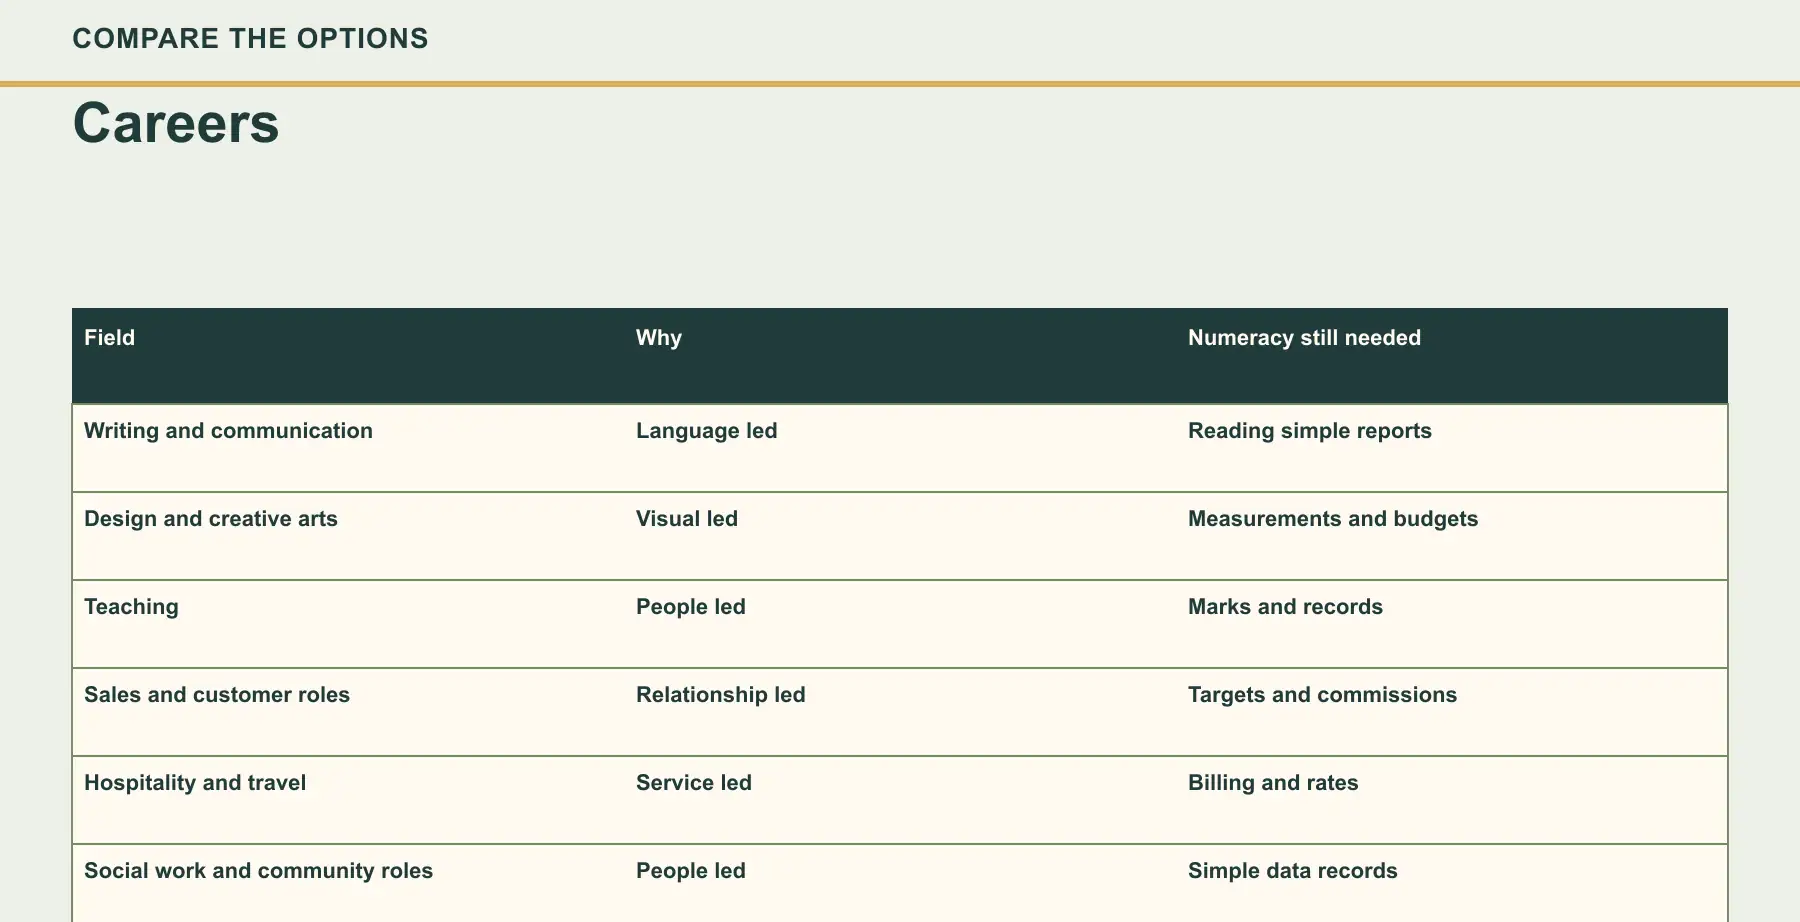 COMPARE THE OPTIONS
Careers
Field Why Numeracy still needed
Writing and communication Language led Reading simple reports
Design and creative arts Visual led Measurements and budgets
Teaching People led Marks and records
Sales and customer roles Relationship led Targets and commissions
Hospitality and travel Service led Billing and rates
Social work and community roles People led Simple data records